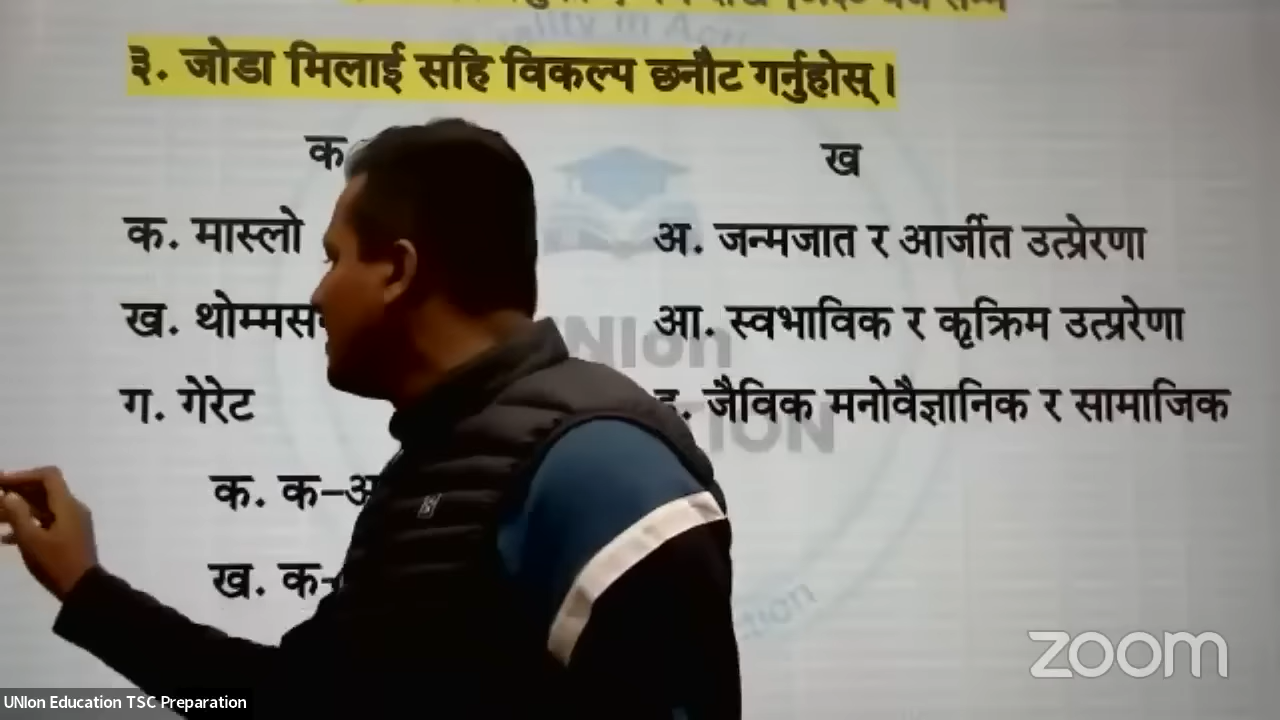 ३. जोडा मिलाई सहि विकल्प छनौट गर्नुहोस् ।
क ख
क. मास्लो अ. जन्मजात र आर्जीत उत्प्रेरणा
ख. थोम्मस आ. स्वभाविक र कृक्रिम उत्प्ररेणा
ग. गेरेट इ. जैविक मनोवैज्ञानिक र सामाजिक
क. क–अ
ख. क–
zoom
UNIon Education TSC Preparation